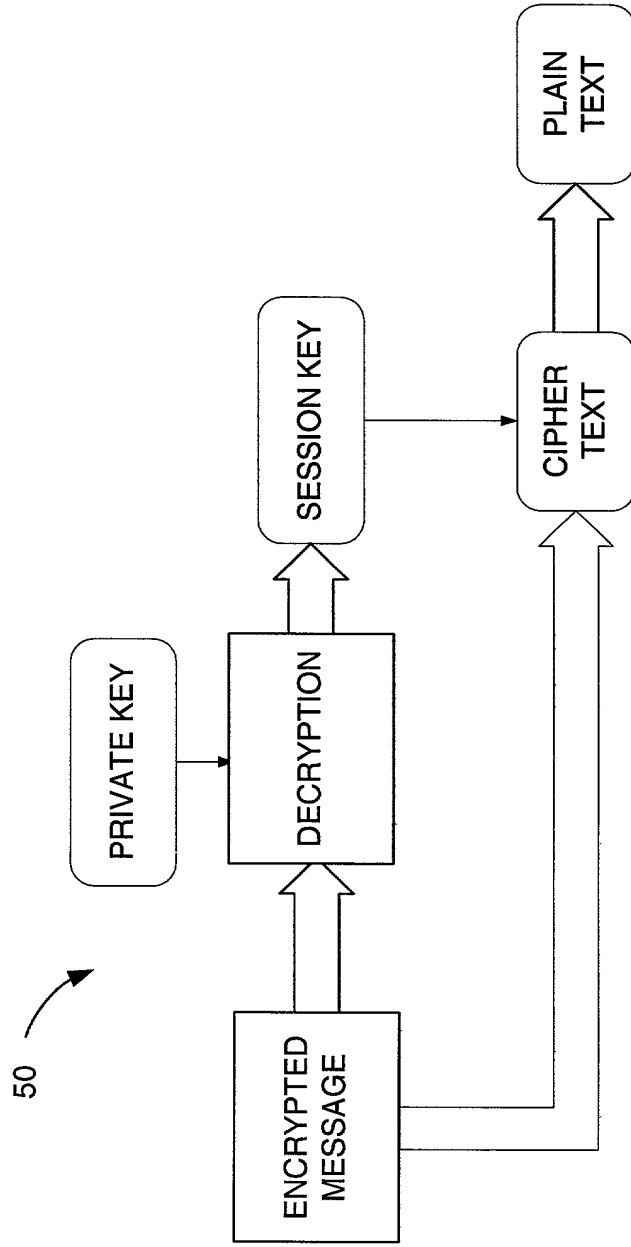 50
PRIVATE KEY
ENCRYPTED
MESSAGE
DECRYPTION
SESSION KEY
CIPHER
TEXT
PLAIN
TEXT